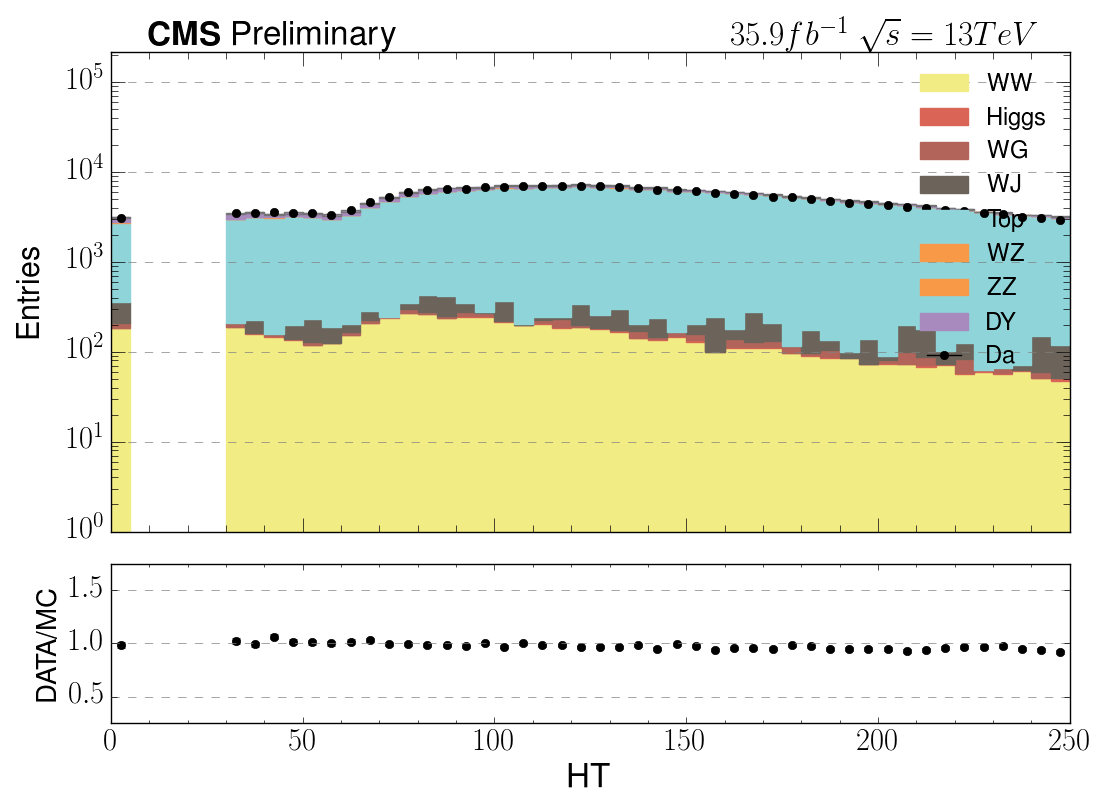 CMS Preliminary 35.9fb⁻¹ √s = 13TeV
10⁵
10⁴
10³
10²
10¹
10⁰
Entries
WW
Higgs
WG
WJ
Top
WZ
ZZ
DY
Da
1.5
1.0
0.5
DATA/MC
0 50 100 150 200 250
HT